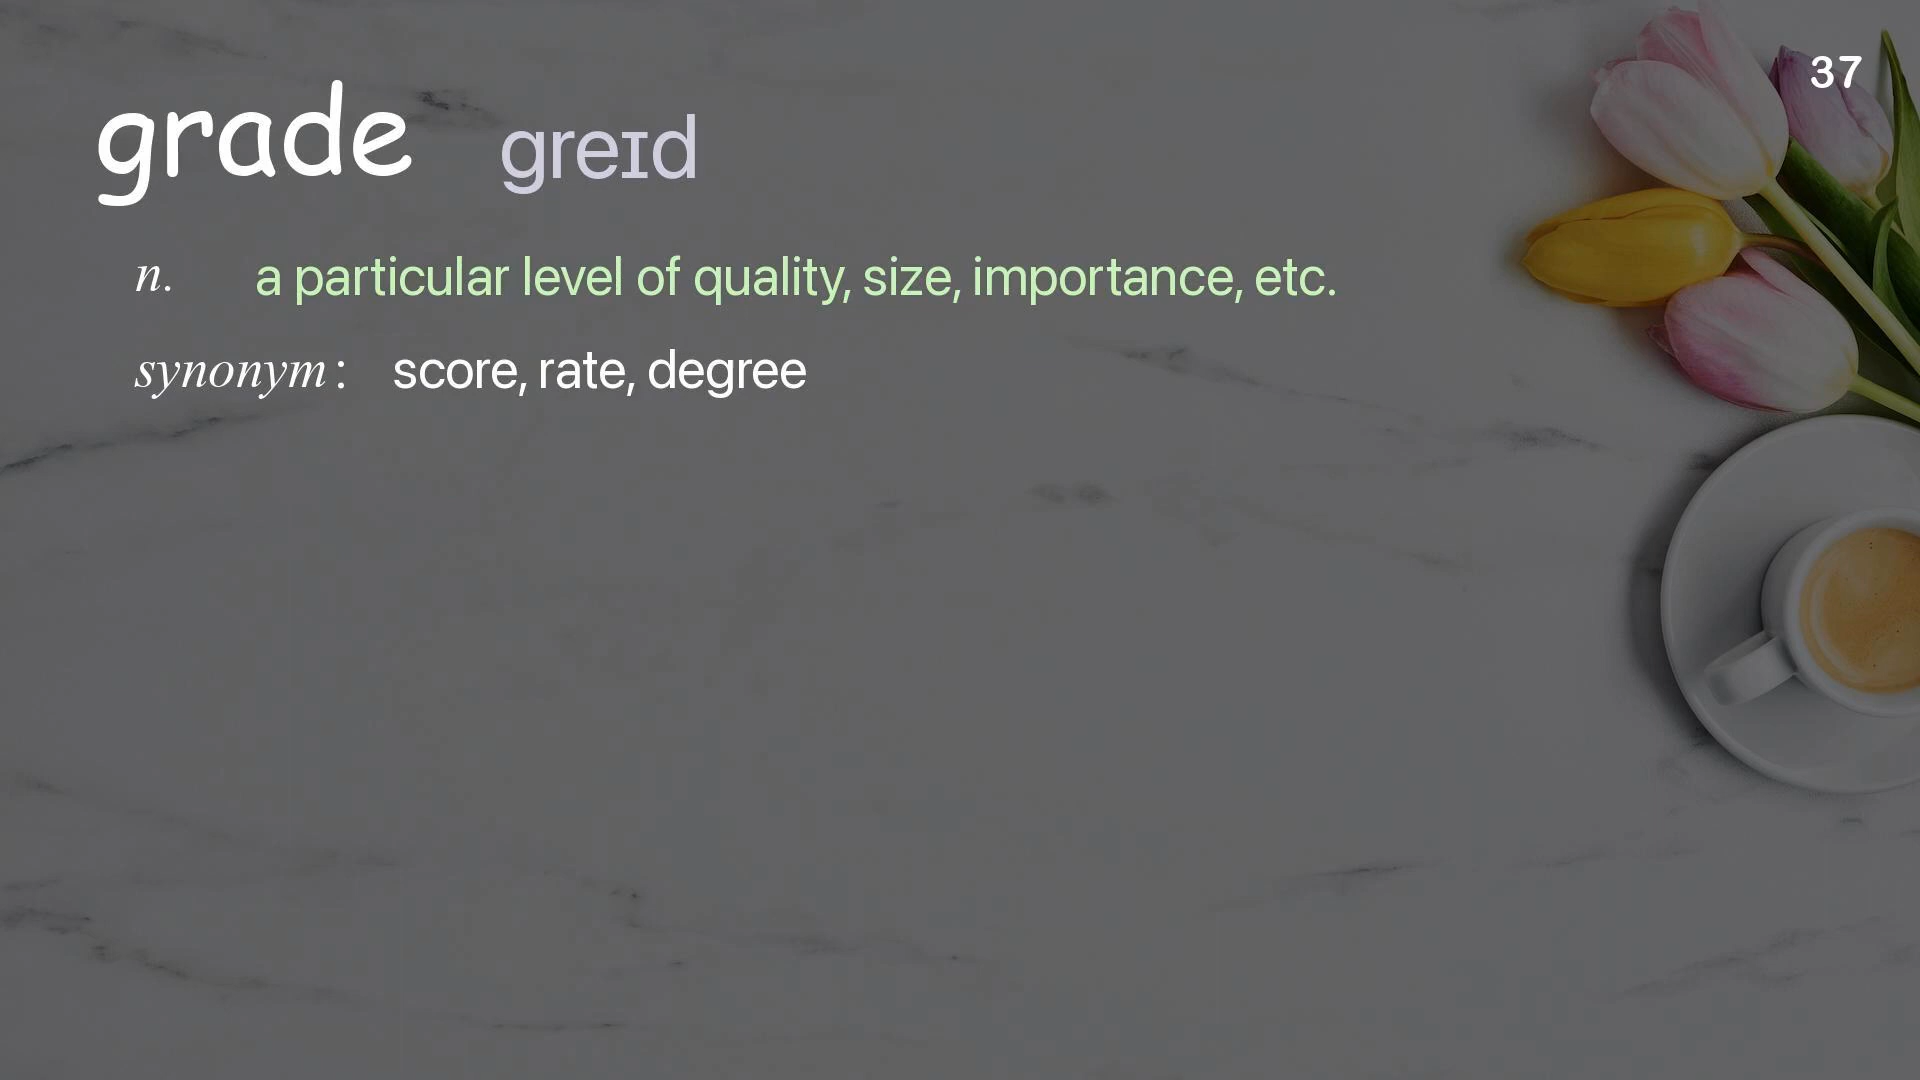 37
grade greɪd
n. a particular level of quality, size, importance, etc.
synonym: score, rate, degree